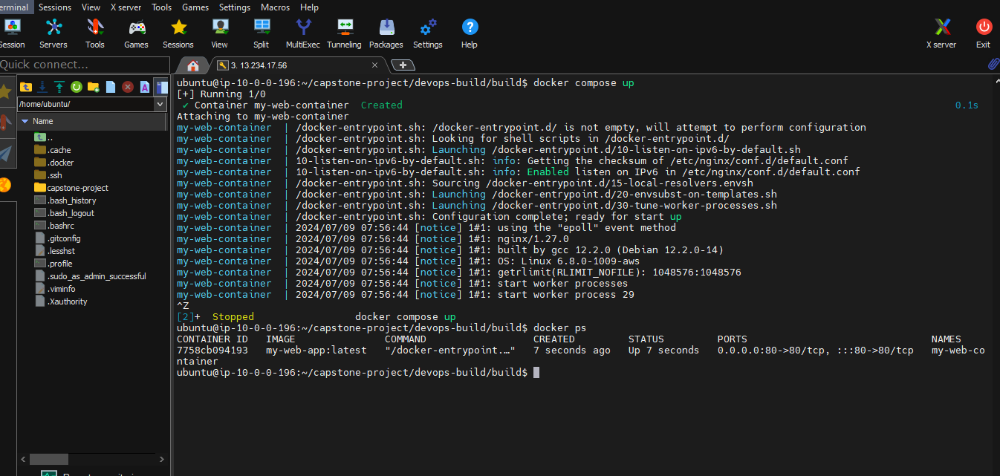 Sessions View X server Tools Games Settings Macros Help
Servers Tools Games Sessions View Split MultiExec Tunneling Packages Settings Help X server Exit
Quick connect...
3. 13.234.17.56
/home/ubuntu/
Name
..
.cache
.docker
.ssh
capstone-project
.bash_history
.bash_logout
.bashrc
.gitconfig
.lesshst
.profile
.sudo_as_admin_successful
.viminfo
.Xauthority
ubuntu@ip-10-0-0-196:~/capstone-project/devops-build/build$ docker compose up
[+] Running 1/0
✔ Container my-web-container Created 0.1s
Attaching to my-web-container
my-web-container | /docker-entrypoint.sh: /docker-entrypoint.d/ is not empty, will attempt to perform configuration
my-web-container | /docker-entrypoint.sh: Looking for shell scripts in /docker-entrypoint.d/
my-web-container | /docker-entrypoint.sh: Launching /docker-entrypoint.d/10-listen-on-ipv6-by-default.sh
my-web-container | 10-listen-on-ipv6-by-default.sh: info: Getting the checksum of /etc/nginx/conf.d/default.conf
my-web-container | 10-listen-on-ipv6-by-default.sh: info: Enabled listen on IPv6 in /etc/nginx/conf.d/default.conf
my-web-container | /docker-entrypoint.sh: Sourcing /docker-entrypoint.d/15-local-resolvers.envsh
my-web-container | /docker-entrypoint.sh: Launching /docker-entrypoint.d/20-envsubst-on-templates.sh
my-web-container | /docker-entrypoint.sh: Launching /docker-entrypoint.d/30-tune-worker-processes.sh
my-web-container | /docker-entrypoint.sh: Configuration complete; ready for start up
my-web-container | 2024/07/09 07:56:44 [notice] 1#1: using the "epoll" event method
my-web-container | 2024/07/09 07:56:44 [notice] 1#1: nginx/1.27.0
my-web-container | 2024/07/09 07:56:44 [notice] 1#1: built by gcc 12.2.0 (Debian 12.2.0-14)
my-web-container | 2024/07/09 07:56:44 [notice] 1#1: OS: Linux 6.8.0-1009-aws
my-web-container | 2024/07/09 07:56:44 [notice] 1#1: getrlimit(RLIMIT_NOFILE): 1048576:1048576
my-web-container | 2024/07/09 07:56:44 [notice] 1#1: start worker processes
my-web-container | 2024/07/09 07:56:44 [notice] 1#1: start worker process 29
^Z
[2]+ Stopped docker compose up
ubuntu@ip-10-0-0-196:~/capstone-project/devops-build/build$ docker ps
CONTAINER ID IMAGE COMMAND CREATED STATUS PORTS NAMES
7758cb094193 my-web-app:latest "/docker-entrypoint.…" 7 seconds ago Up 7 seconds 0.0.0.0:80->80/tcp, :::80->80/tcp my-web-co
ntainer
ubuntu@ip-10-0-0-196:~/capstone-project/devops-build/build$